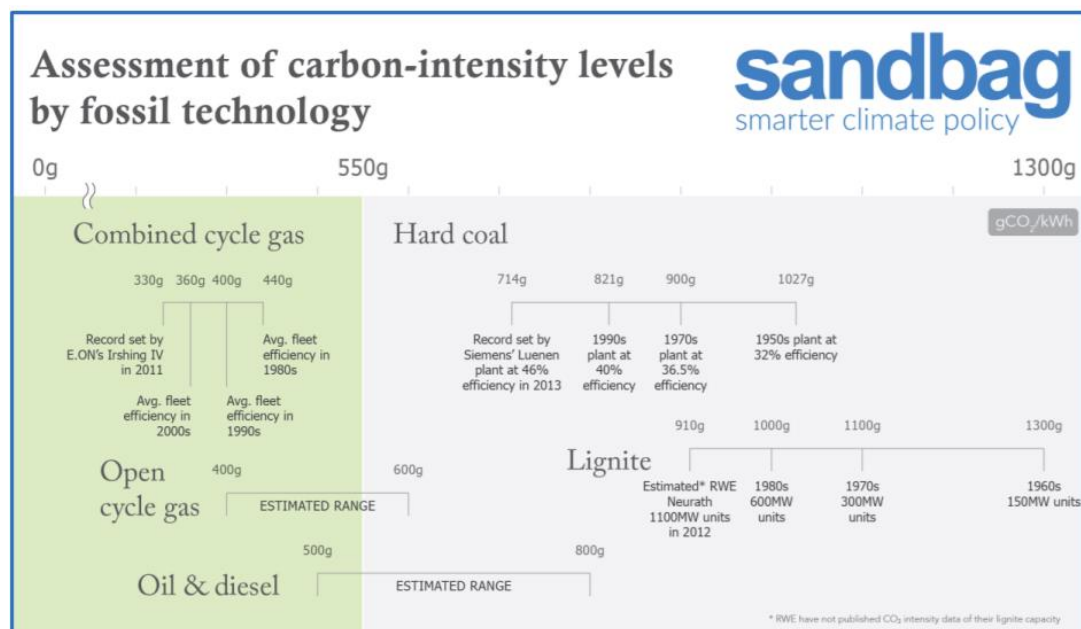 Assessment of carbon-intensity levels
by fossil technology
sandbag
smarter climate policy
0g
550g
1300g
gCO₂/kWh
Combined cycle gas
330g
360g
400g
440g
Record set by
E.ON's Irshing IV
in 2011
Avg. fleet
efficiency in
2000s
Avg. fleet
efficiency in
1990s
Avg. fleet
efficiency in
1980s
Hard coal
714g
821g
900g
1027g
Record set by
Siemens' Luenen
plant at 46%
efficiency in 2013
1990s
plant at
40%
efficiency
1970s
plant at
36.5%
efficiency
1950s plant at
32% efficiency
Lignite
910g
1000g
1100g
1300g
Estimated* RWE
Neurath
1100MW units
in 2012
1980s
600MW
units
1970s
300MW
units
1960s
150MW units
Open
cycle gas
400g
600g
ESTIMATED RANGE
Oil & diesel
500g
800g
ESTIMATED RANGE
* RWE have not published CO₂ intensity data of their lignite capacity